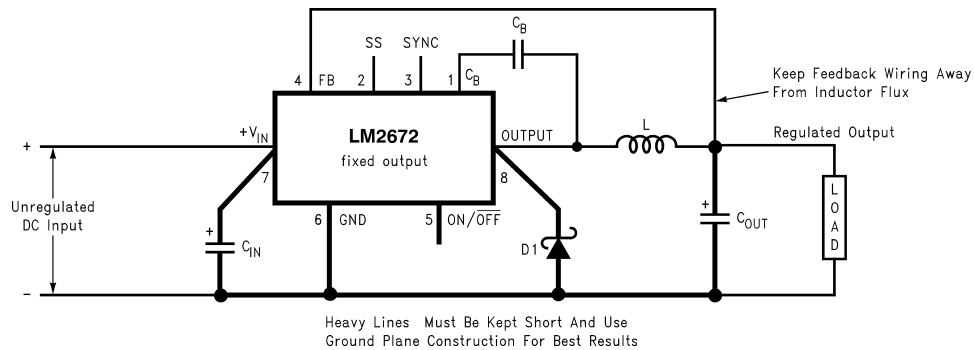 C_B
SS SYNC
4 FB 2 3 1 C_B
Keep Feedback Wiring Away
From Inductor Flux
+V_IN LM2672 OUTPUT L Regulated Output
fixed output
+
7 8
Unregulated
DC Input
6 GND 5 ON/O̅F̅F̅
+ C_IN
D1
+ C_OUT
LOAD
−
Heavy Lines Must Be Kept Short And Use
Ground Plane Construction For Best Results